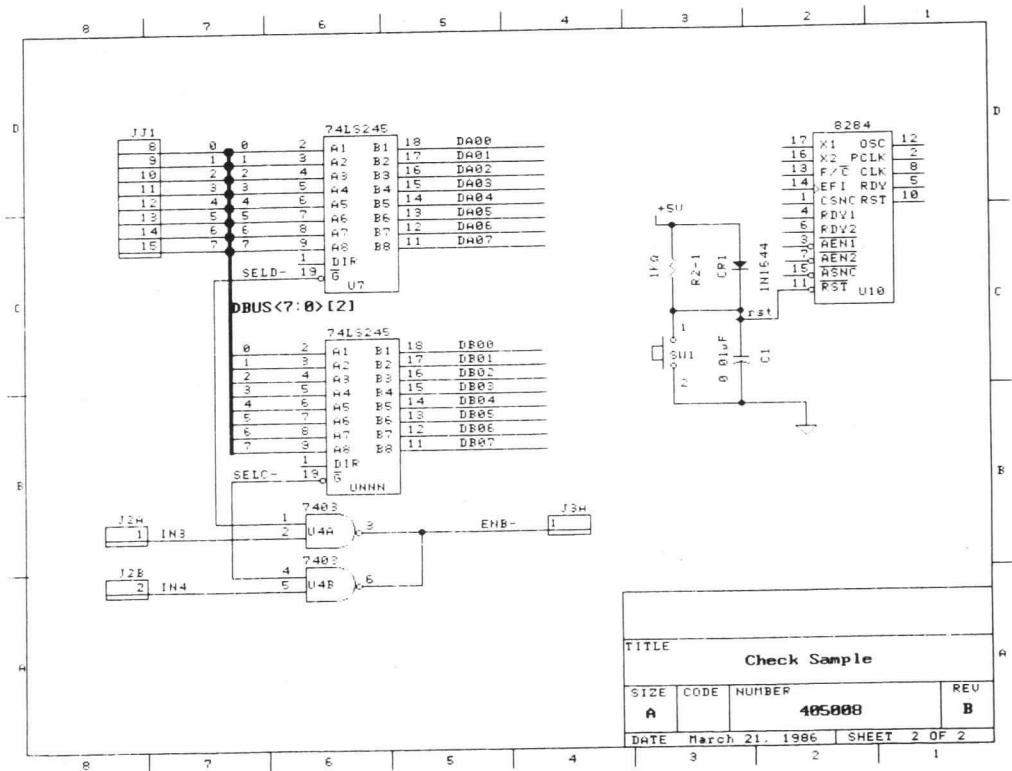 8 7 6 5 4 3 2 1
D
C
B
A
JJ1
8 0 0
9 1 1
10 2 2
11 3 3
12 4 4
13 5 5
14 6 6
15 7 7
74LS245
2 A1 B1 18 DA00
3 A2 B2 17 DA01
4 A3 B3 16 DA02
5 A4 B4 15 DA03
6 A5 B5 14 DA04
7 A6 B6 13 DA05
8 A7 B7 12 DA06
9 A8 B8 11 DA07
1 DIR
SELD- 19 G
U7
DBUS<7:0>[2]
74LS245
0 2 A1 B1 18 DB00
1 3 A2 B2 17 DB01
2 4 A3 B3 16 DB02
3 5 A4 B4 15 DB03
4 6 A5 B5 14 DB04
5 7 A6 B6 13 DB05
6 8 A7 B7 12 DB06
7 9 A8 B8 11 DB07
1 DIR
SELC- 19 G
UNNN
J2A
1 IN3
7403
1
2 U4A 3
ENB- 1
J3A
J2B
2 IN4
7403
4
5 U4B 6
+5V
1KΩ
R2-1
CR1
1N1644
rst
1
SW1
2
0.01uF
C1
8284
17 X1 OSC 12
16 X2 PCLK 2
13 F/C CLK 8
14 EFI RDY 5
1 CSNC RST 10
4 RDY1
6 RDY2
3 AEN1
7 AEN2
15 ASNC
11 RST
U10
D
C
B
A
TITLE
Check Sample
SIZE CODE NUMBER REV
A 405008 B
DATE March 21, 1986 SHEET 2 OF 2
8 7 6 5 4 3 2 1